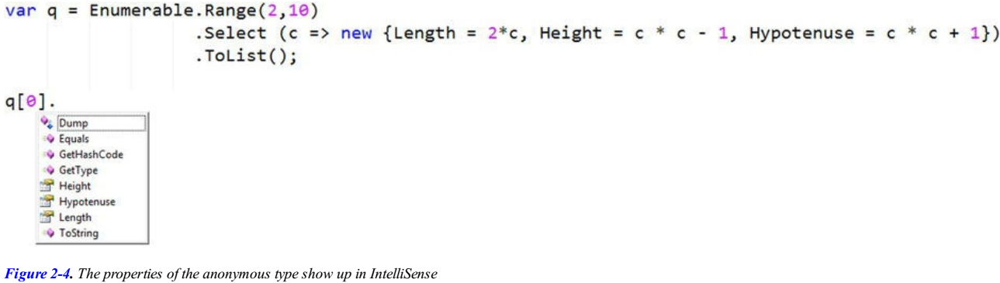 var q = Enumerable.Range(2,10)
.Select (c => new {Length = 2*c, Height = c * c - 1, Hypotenuse = c * c + 1})
.ToList();
q[0].
Dump
Equals
GetHashCode
GetType
Height
Hypotenuse
Length
ToString
Figure 2-4. The properties of the anonymous type show up in IntelliSense